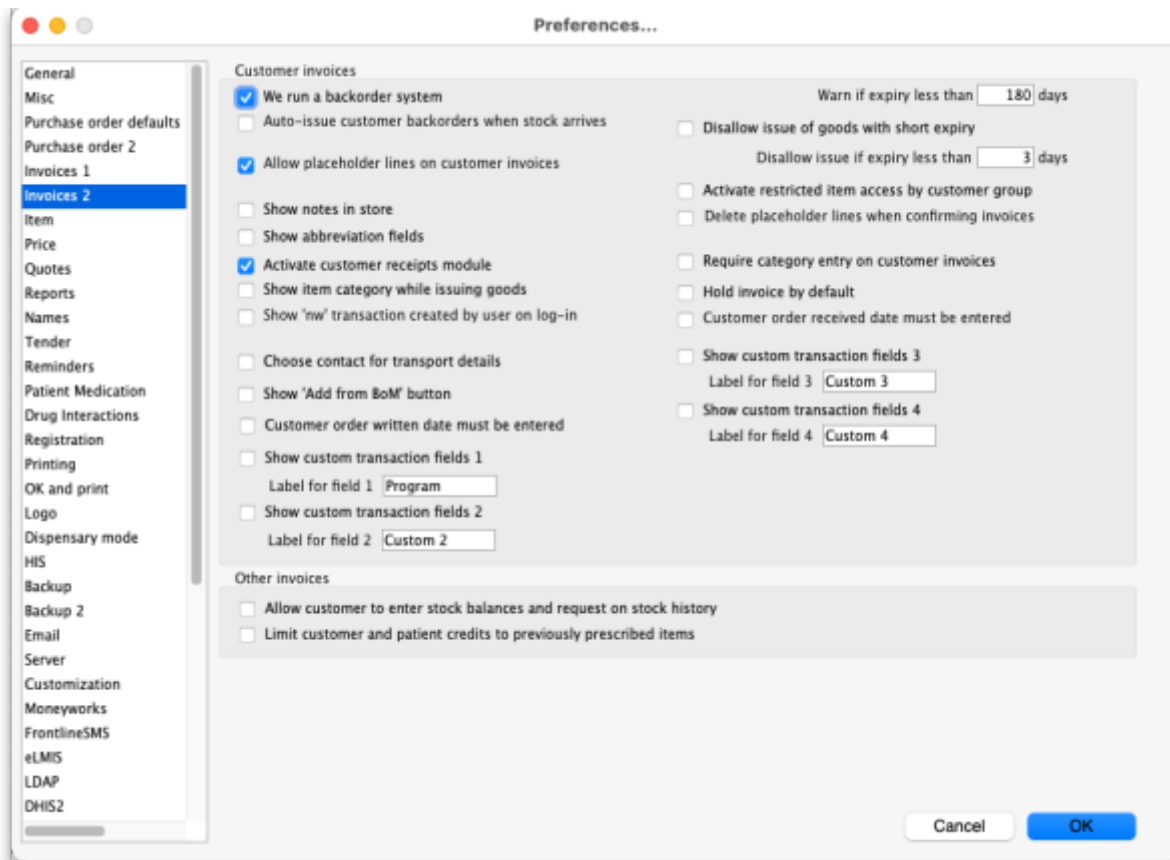 Preferences...
General
Misc
Purchase order defaults
Purchase order 2
Invoices 1
Invoices 2
Item
Price
Quotes
Reports
Names
Tender
Reminders
Patient Medication
Drug Interactions
Registration
Printing
OK and print
Logo
Dispensary mode
HIS
Backup
Backup 2
Email
Server
Customization
Moneyworks
FrontlineSMS
eLMIS
LDAP
DHIS2
Customer invoices
We run a backorder system
Auto-issue customer backorders when stock arrives
Allow placeholder lines on customer invoices
Show notes in store
Show abbreviation fields
Activate customer receipts module
Show item category while issuing goods
Show 'nw' transaction created by user on log-in
Choose contact for transport details
Show 'Add from BoM' button
Customer order written date must be entered
Show custom transaction fields 1
Label for field 1 Program
Show custom transaction fields 2
Label for field 2 Custom 2
Warn if expiry less than 180 days
Disallow issue of goods with short expiry
Disallow issue if expiry less than 3 days
Activate restricted item access by customer group
Delete placeholder lines when confirming invoices
Require category entry on customer invoices
Hold invoice by default
Customer order received date must be entered
Show custom transaction fields 3
Label for field 3 Custom 3
Show custom transaction fields 4
Label for field 4 Custom 4
Other invoices
Allow customer to enter stock balances and request on stock history
Limit customer and patient credits to previously prescribed items
Cancel
OK